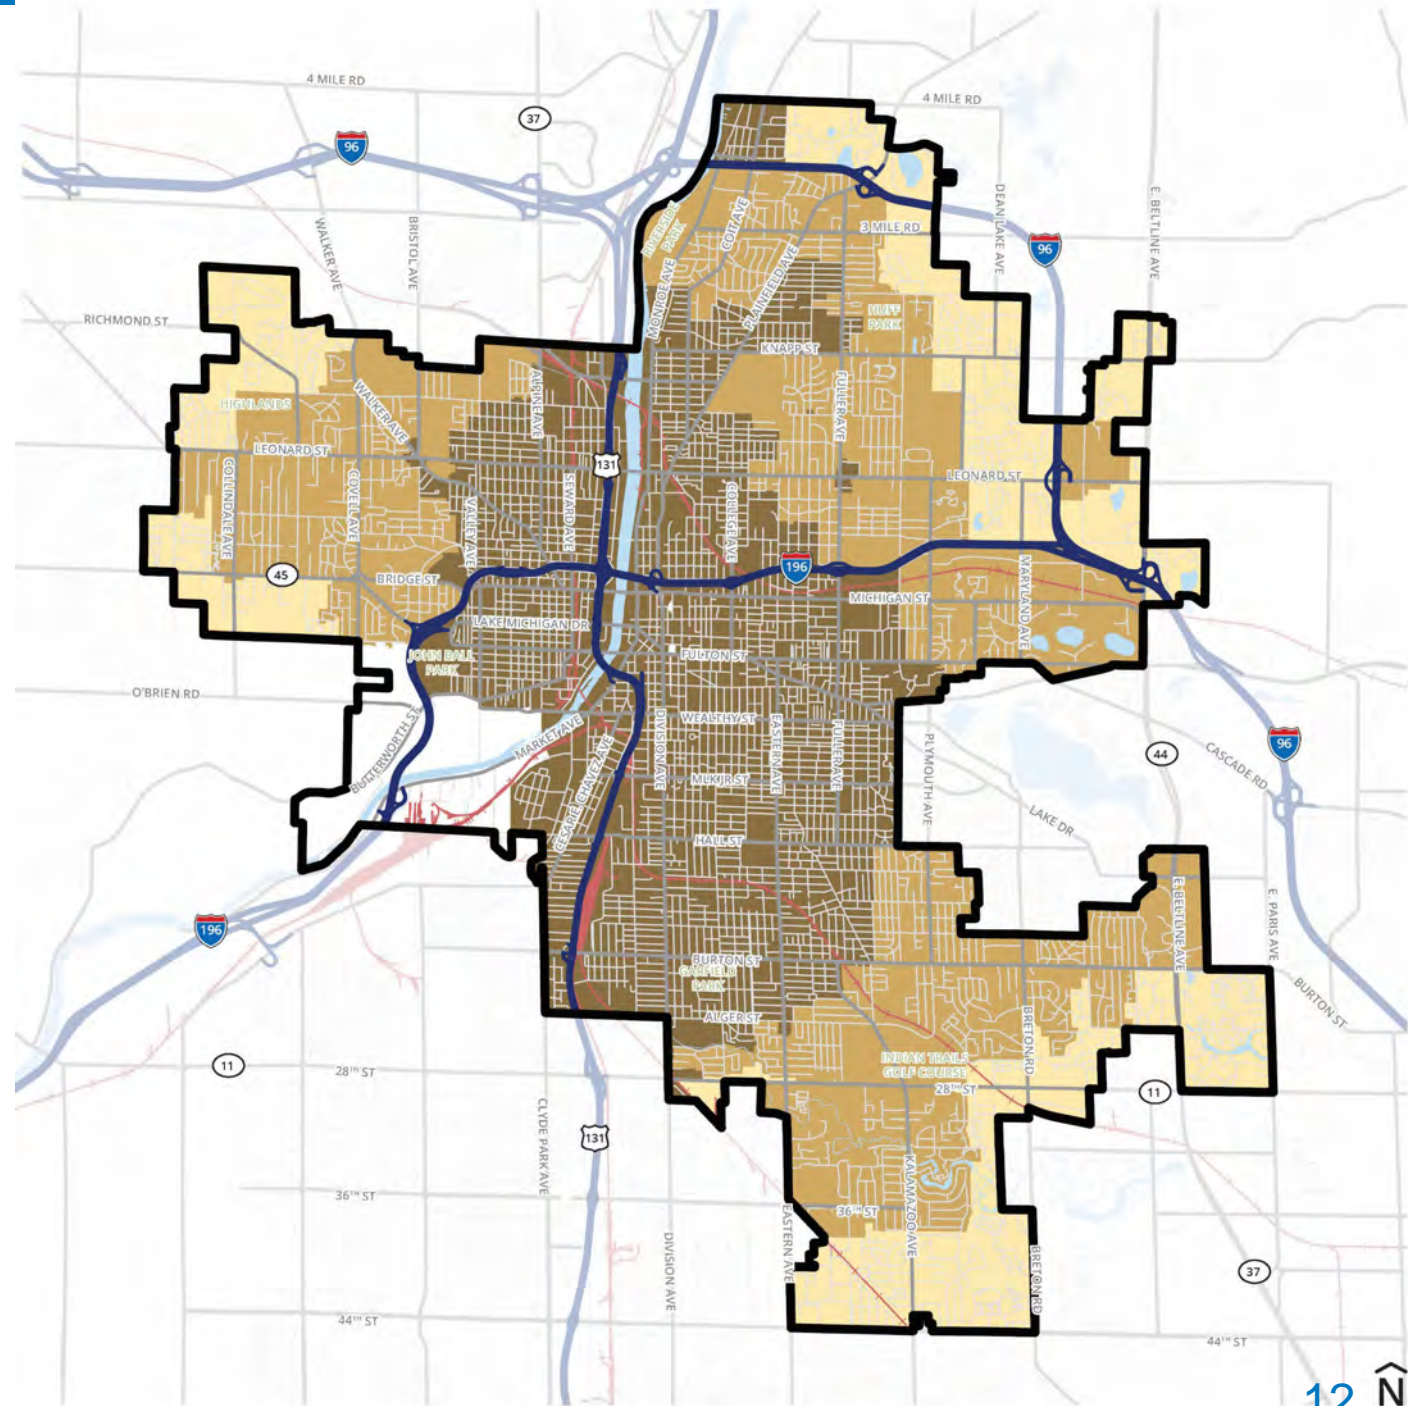 4 MILE RD
4 MILE RD
37
96
DEAN LAKE AVE
E. BELTLINE AVE
WALKER AVE
BRISTOL AVE
RIVERSIDE
PARK
COIT AVE
3 MILE RD
96
MONROE AVE
PLAINFIELD AVE
RICHMOND ST
HUFF
PARK
KNAPP ST
HIGHLANDS
WALKER AVE
ALPINE AVE
FULLER AVE
LEONARD ST
131
LEONARD ST
COLLINDALE AVE
COVELL AVE
VALLEY AVE
SEWARD AVE
COLLEGE AVE
45
BRIDGE ST
196
MICHIGAN ST
MARYLAND AVE
LAKE MICHIGAN DR
JOHN BALL
PARK
FULTON ST
O'BRIEN RD
BUTTERWORTH ST
MARKET AVE
WEALTHY ST
DIVISION AVE
EASTERN AVE
FULLER AVE
PLYMOUTH AVE
44
CASCADE RD
96
CESARIE CHAVEZ AVE
MLK JR ST
LAKE DR
HALL ST
196
E. BELTLINE AVE
E. PARIS AVE
BURTON ST
GARFIELD
PARK
BURTON ST
ALGER ST
BRETON RD
11
28TH ST
INDIAN TRAILS
GOLF COURSE
28TH ST
11
CLYDE PARK AVE
131
36TH ST
KALAMAZOO AVE
36TH ST
EASTERN AVE
DIVISION AVE
BRETON RD
37
44TH ST
44TH ST
12
N